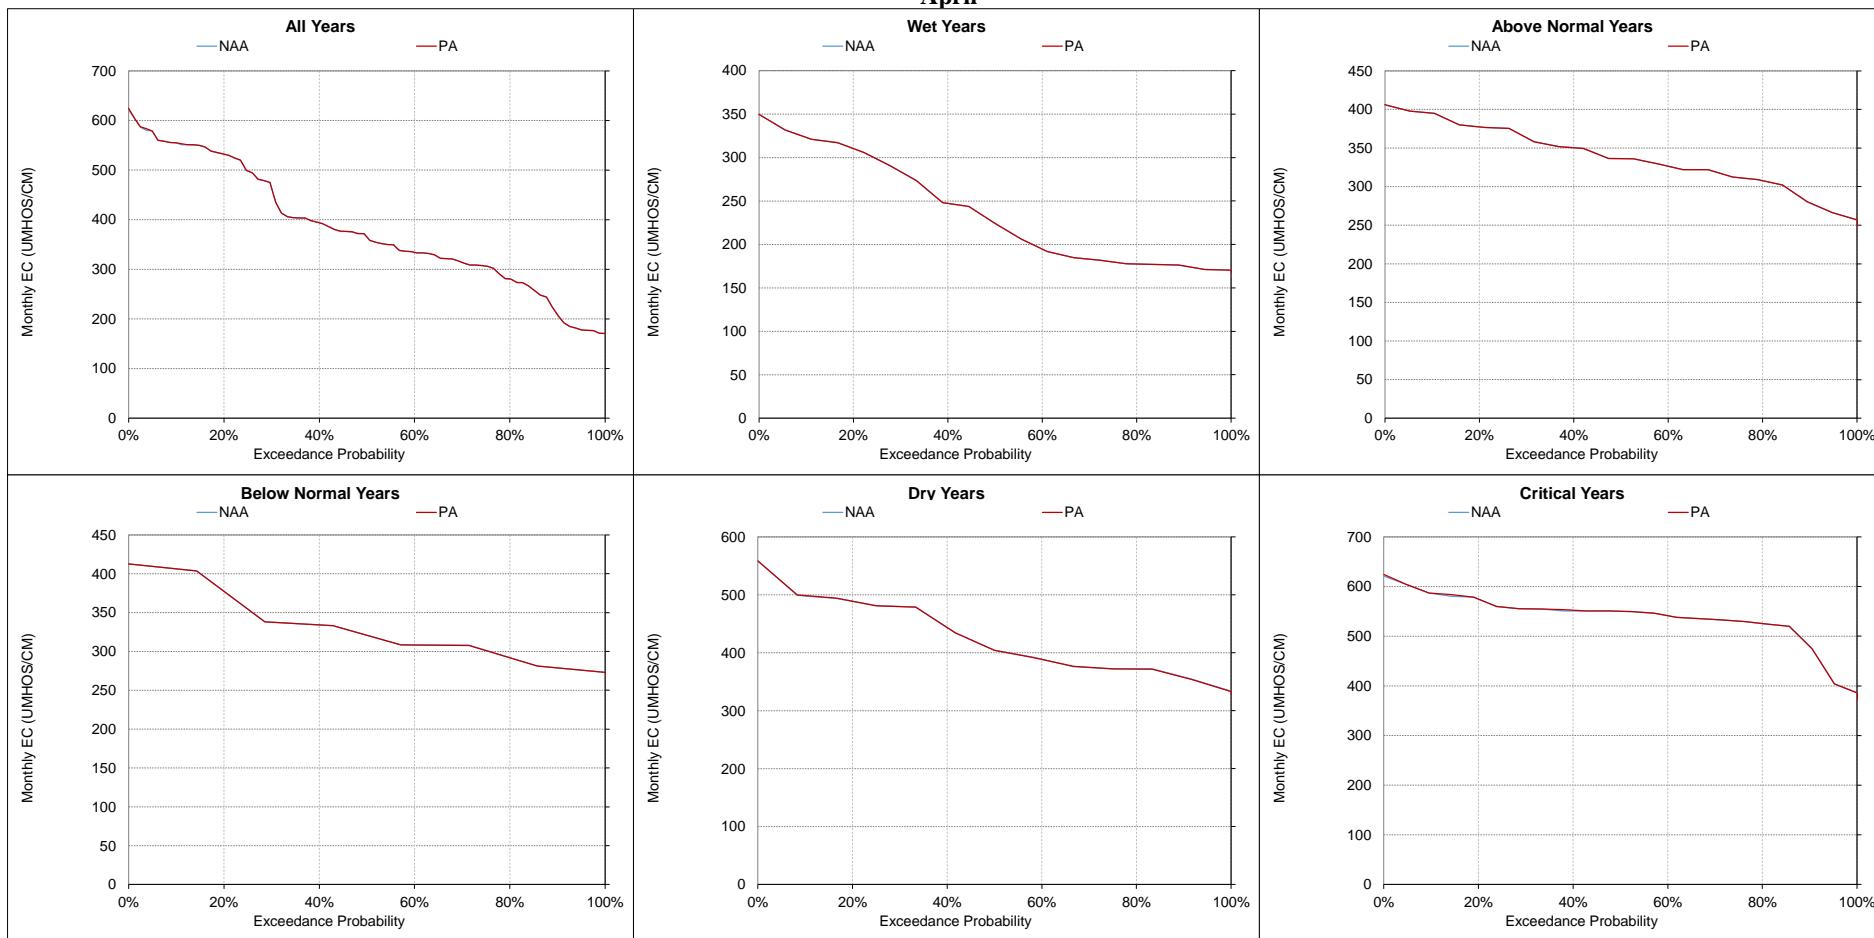 April
All Years
NAA PA
700
600
500
400
300
200
100
0
0% 20% 40% 60% 80% 100%
Monthly EC (UMHOS/CM)
Exceedance Probability
Wet Years
NAA PA
400
350
300
250
200
150
100
50
0
0% 20% 40% 60% 80% 100%
Monthly EC (UMHOS/CM)
Exceedance Probability
Above Normal Years
NAA PA
450
400
350
300
250
200
150
100
50
0
0% 20% 40% 60% 80% 100%
Monthly EC (UMHOS/CM)
Exceedance Probability
Below Normal Years
NAA PA
450
400
350
300
250
200
150
100
50
0
0% 20% 40% 60% 80% 100%
Monthly EC (UMHOS/CM)
Exceedance Probability
Dry Years
NAA PA
600
500
400
300
200
100
0
0% 20% 40% 60% 80% 100%
Monthly EC (UMHOS/CM)
Exceedance Probability
Critical Years
NAA PA
700
600
500
400
300
200
100
0
0% 20% 40% 60% 80% 100%
Monthly EC (UMHOS/CM)
Exceedance Probability